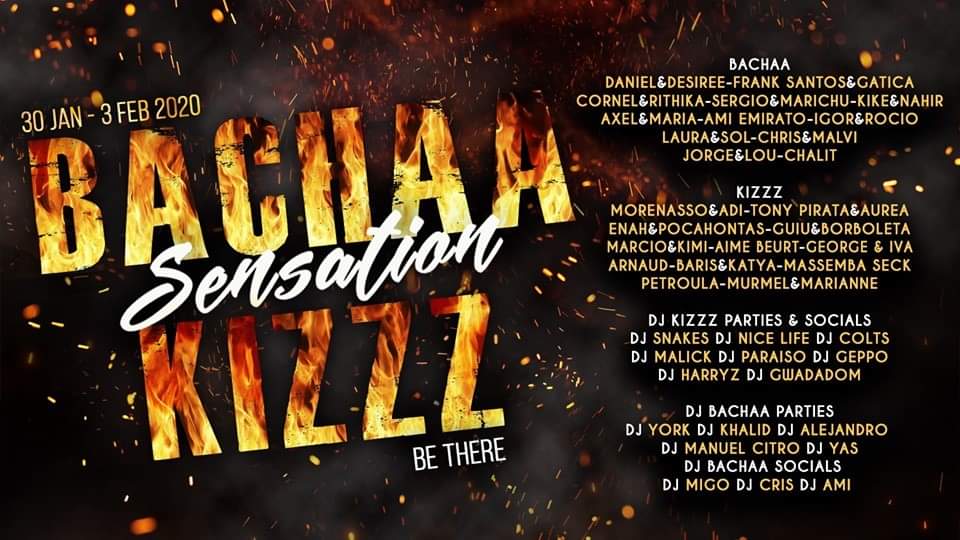 30 JAN - 3 FEB 2020
BACHAA
Sensation
KIZZZ
BE THERE
BACHAA
DANIEL&DESIREE-FRANK SANTOS&GATICA
CORNEL&RITHIKA-SERGIO&MARICHU-KIKE&NAHIR
AXEL&MARIA-AMI EMIRATO-IGOR&ROCIO
LAURA&SOL-CHRIS&MALVI
JORGE&LOU-CHALIT
KIZZZ
MORENASSO&ADI-TONY PIRATA&AUREA
ENAH&POCAHONTAS-GUIU&BORBOLETA
MARCIO&KIMI-AIME BEURT-GEORGE & IVA
ARNAUD-BARIS&KATYA-MASSEMBA SECK
PETROULA-MURMEL&MARIANNE
DJ KIZZZ PARTIES & SOCIALS
DJ SNAKES DJ NICE LIFE DJ COLTS
DJ MALICK DJ PARAISO DJ GEPPO
DJ HARRYZ DJ GWADADOM
DJ BACHAA PARTIES
DJ YORK DJ KHALID DJ ALEJANDRO
DJ MANUEL CITRO DJ YAS
DJ BACHAA SOCIALS
DJ MIGO DJ CRIS DJ AMI